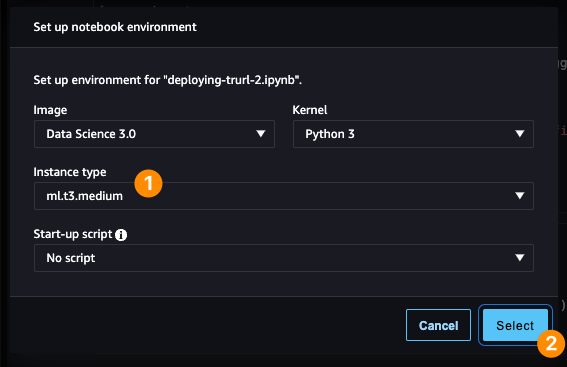 Set up notebook environment
Set up environment for "deploying-trurl-2.ipynb".
Image
Kernel
Data Science 3.0
Python 3
Instance type
1
ml.t3.medium
Start-up script
No script
Cancel
Select
2